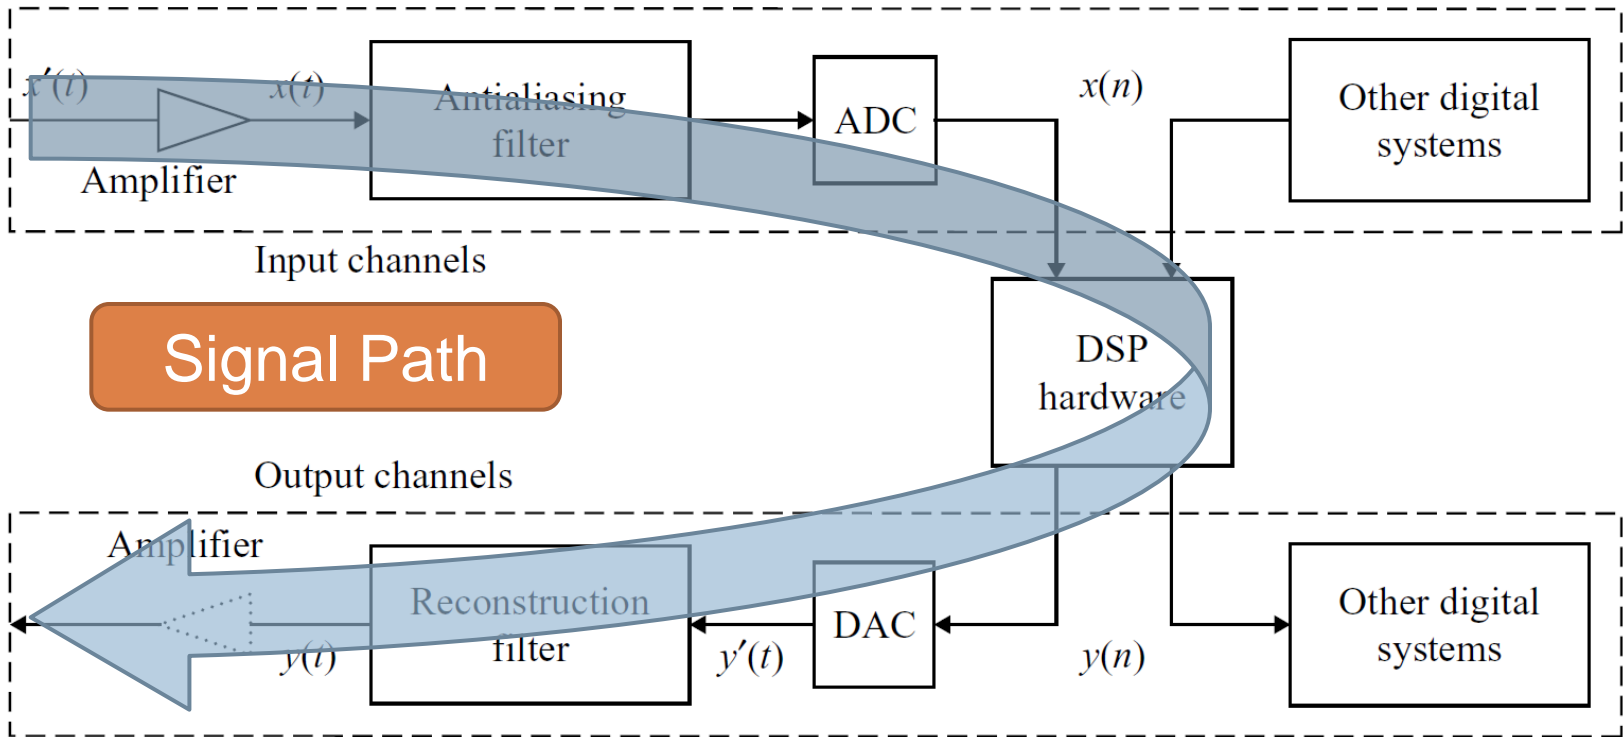 x′(t)
x(t)
Amplifier
Antialiasing
filter
ADC
x(n)
Other digital
systems
Input channels
Signal Path
DSP
hardware
Output channels
Amplifier
y(t)
Reconstruction
filter
y′(t)
DAC
y(n)
Other digital
systems